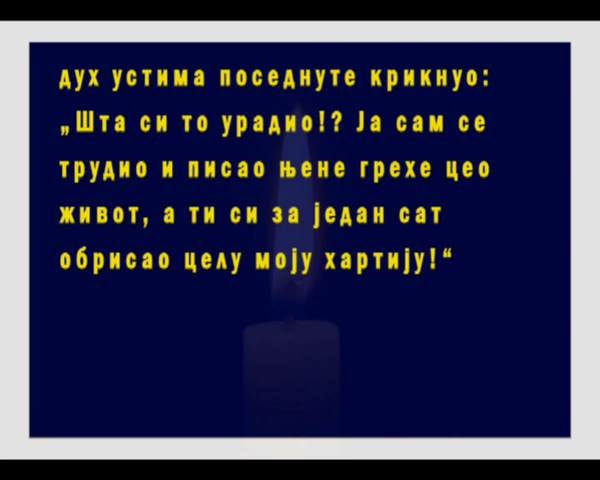 дух устима поседнуте крикнуо:
„Шта си то урадио!? Ја сам се
трудио и писао њене грехе цео
живот, а ти си за један сат
обрисао целу моју хартију!“